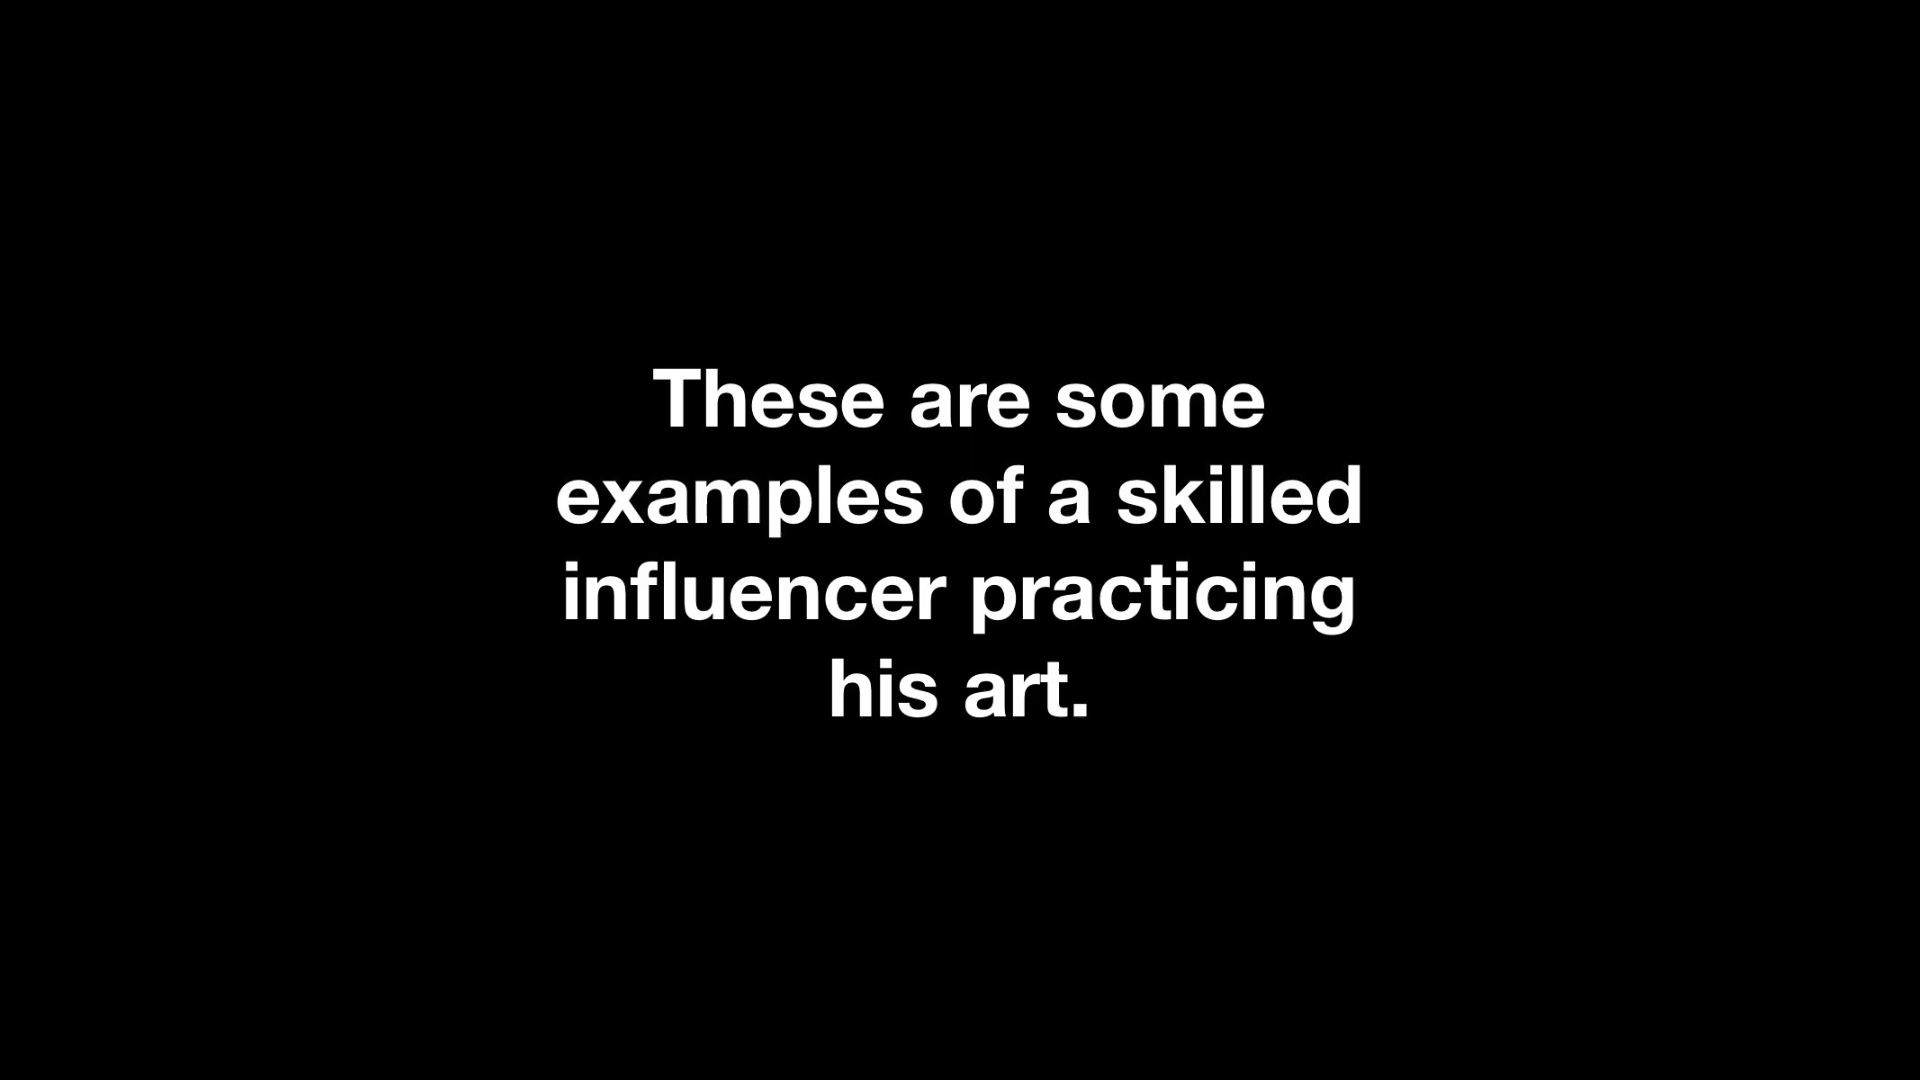 These are some
examples of a skilled
influencer practicing
his art.